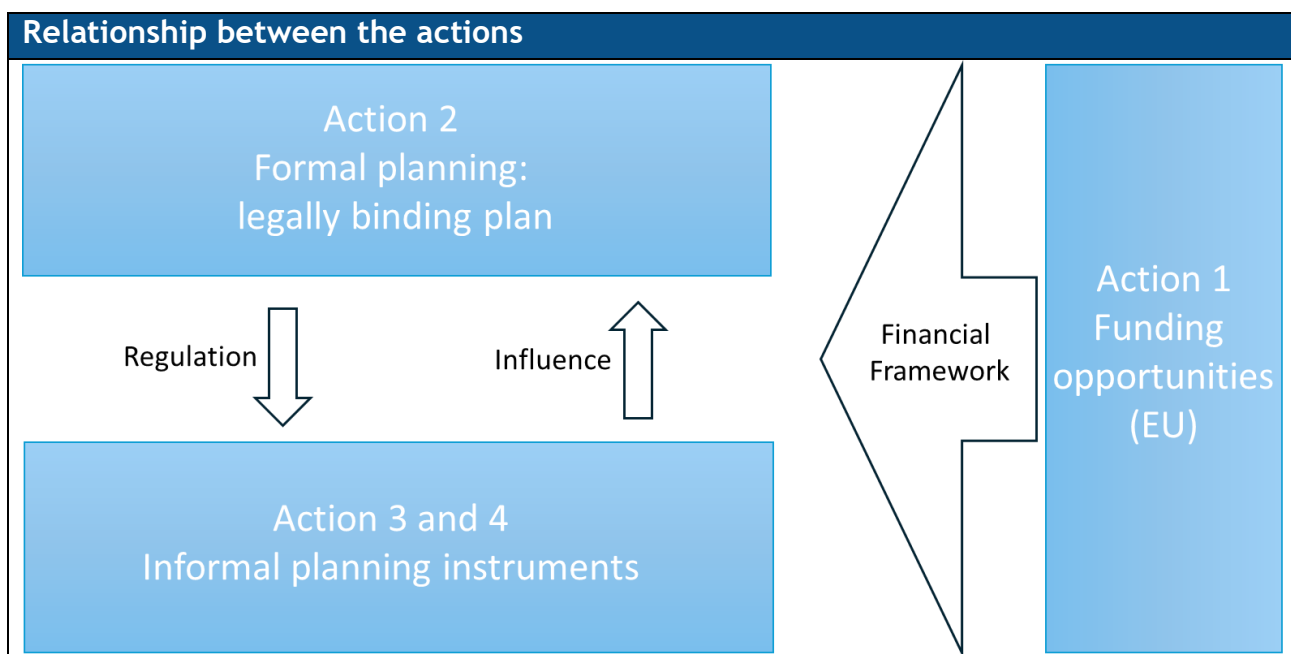 Relationship between the actions
Action 2
Formal planning:
legally binding plan
Regulation
Influence
Action 3 and 4
Informal planning instruments
Financial
Framework
Action 1
Funding
opportunities
(EU)